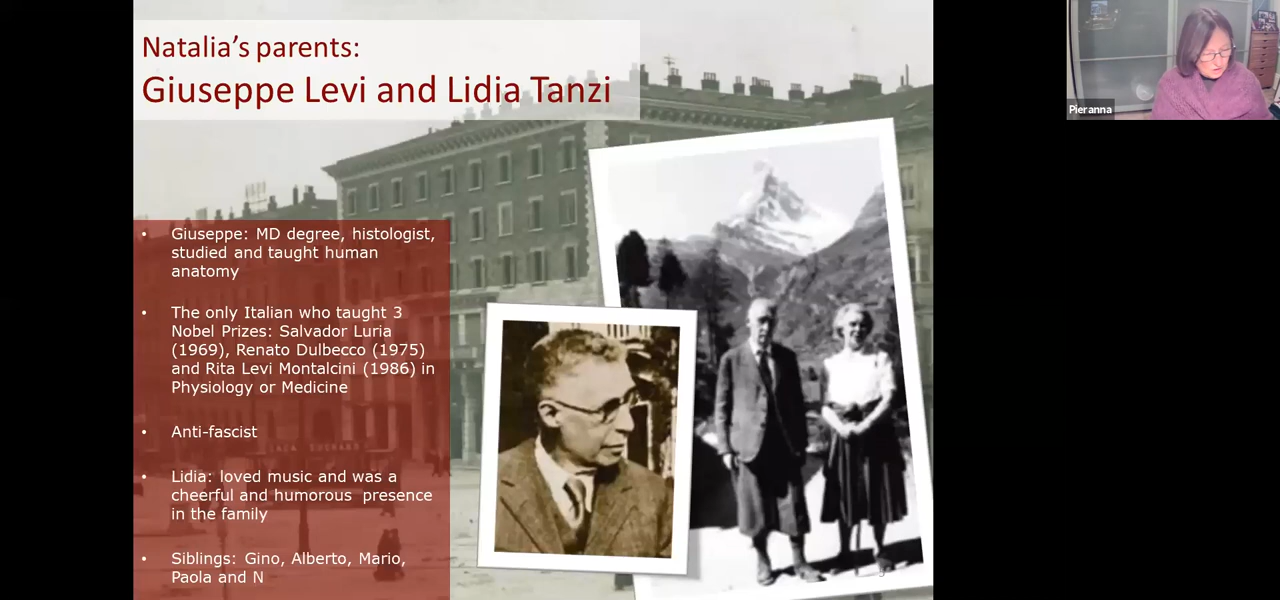 Natalia's parents:
Giuseppe Levi and Lidia Tanzi
• Giuseppe: MD degree, histologist,
studied and taught human
anatomy
• The only Italian who taught 3
Nobel Prizes: Salvador Luria
(1969), Renato Dulbecco (1975)
and Rita Levi Montalcini (1986) in
Physiology or Medicine
• Anti-fascist
• Lidia: loved music and was a
cheerful and humorous presence
in the family
• Siblings: Gino, Alberto, Mario,
Paola and N
Pieranna